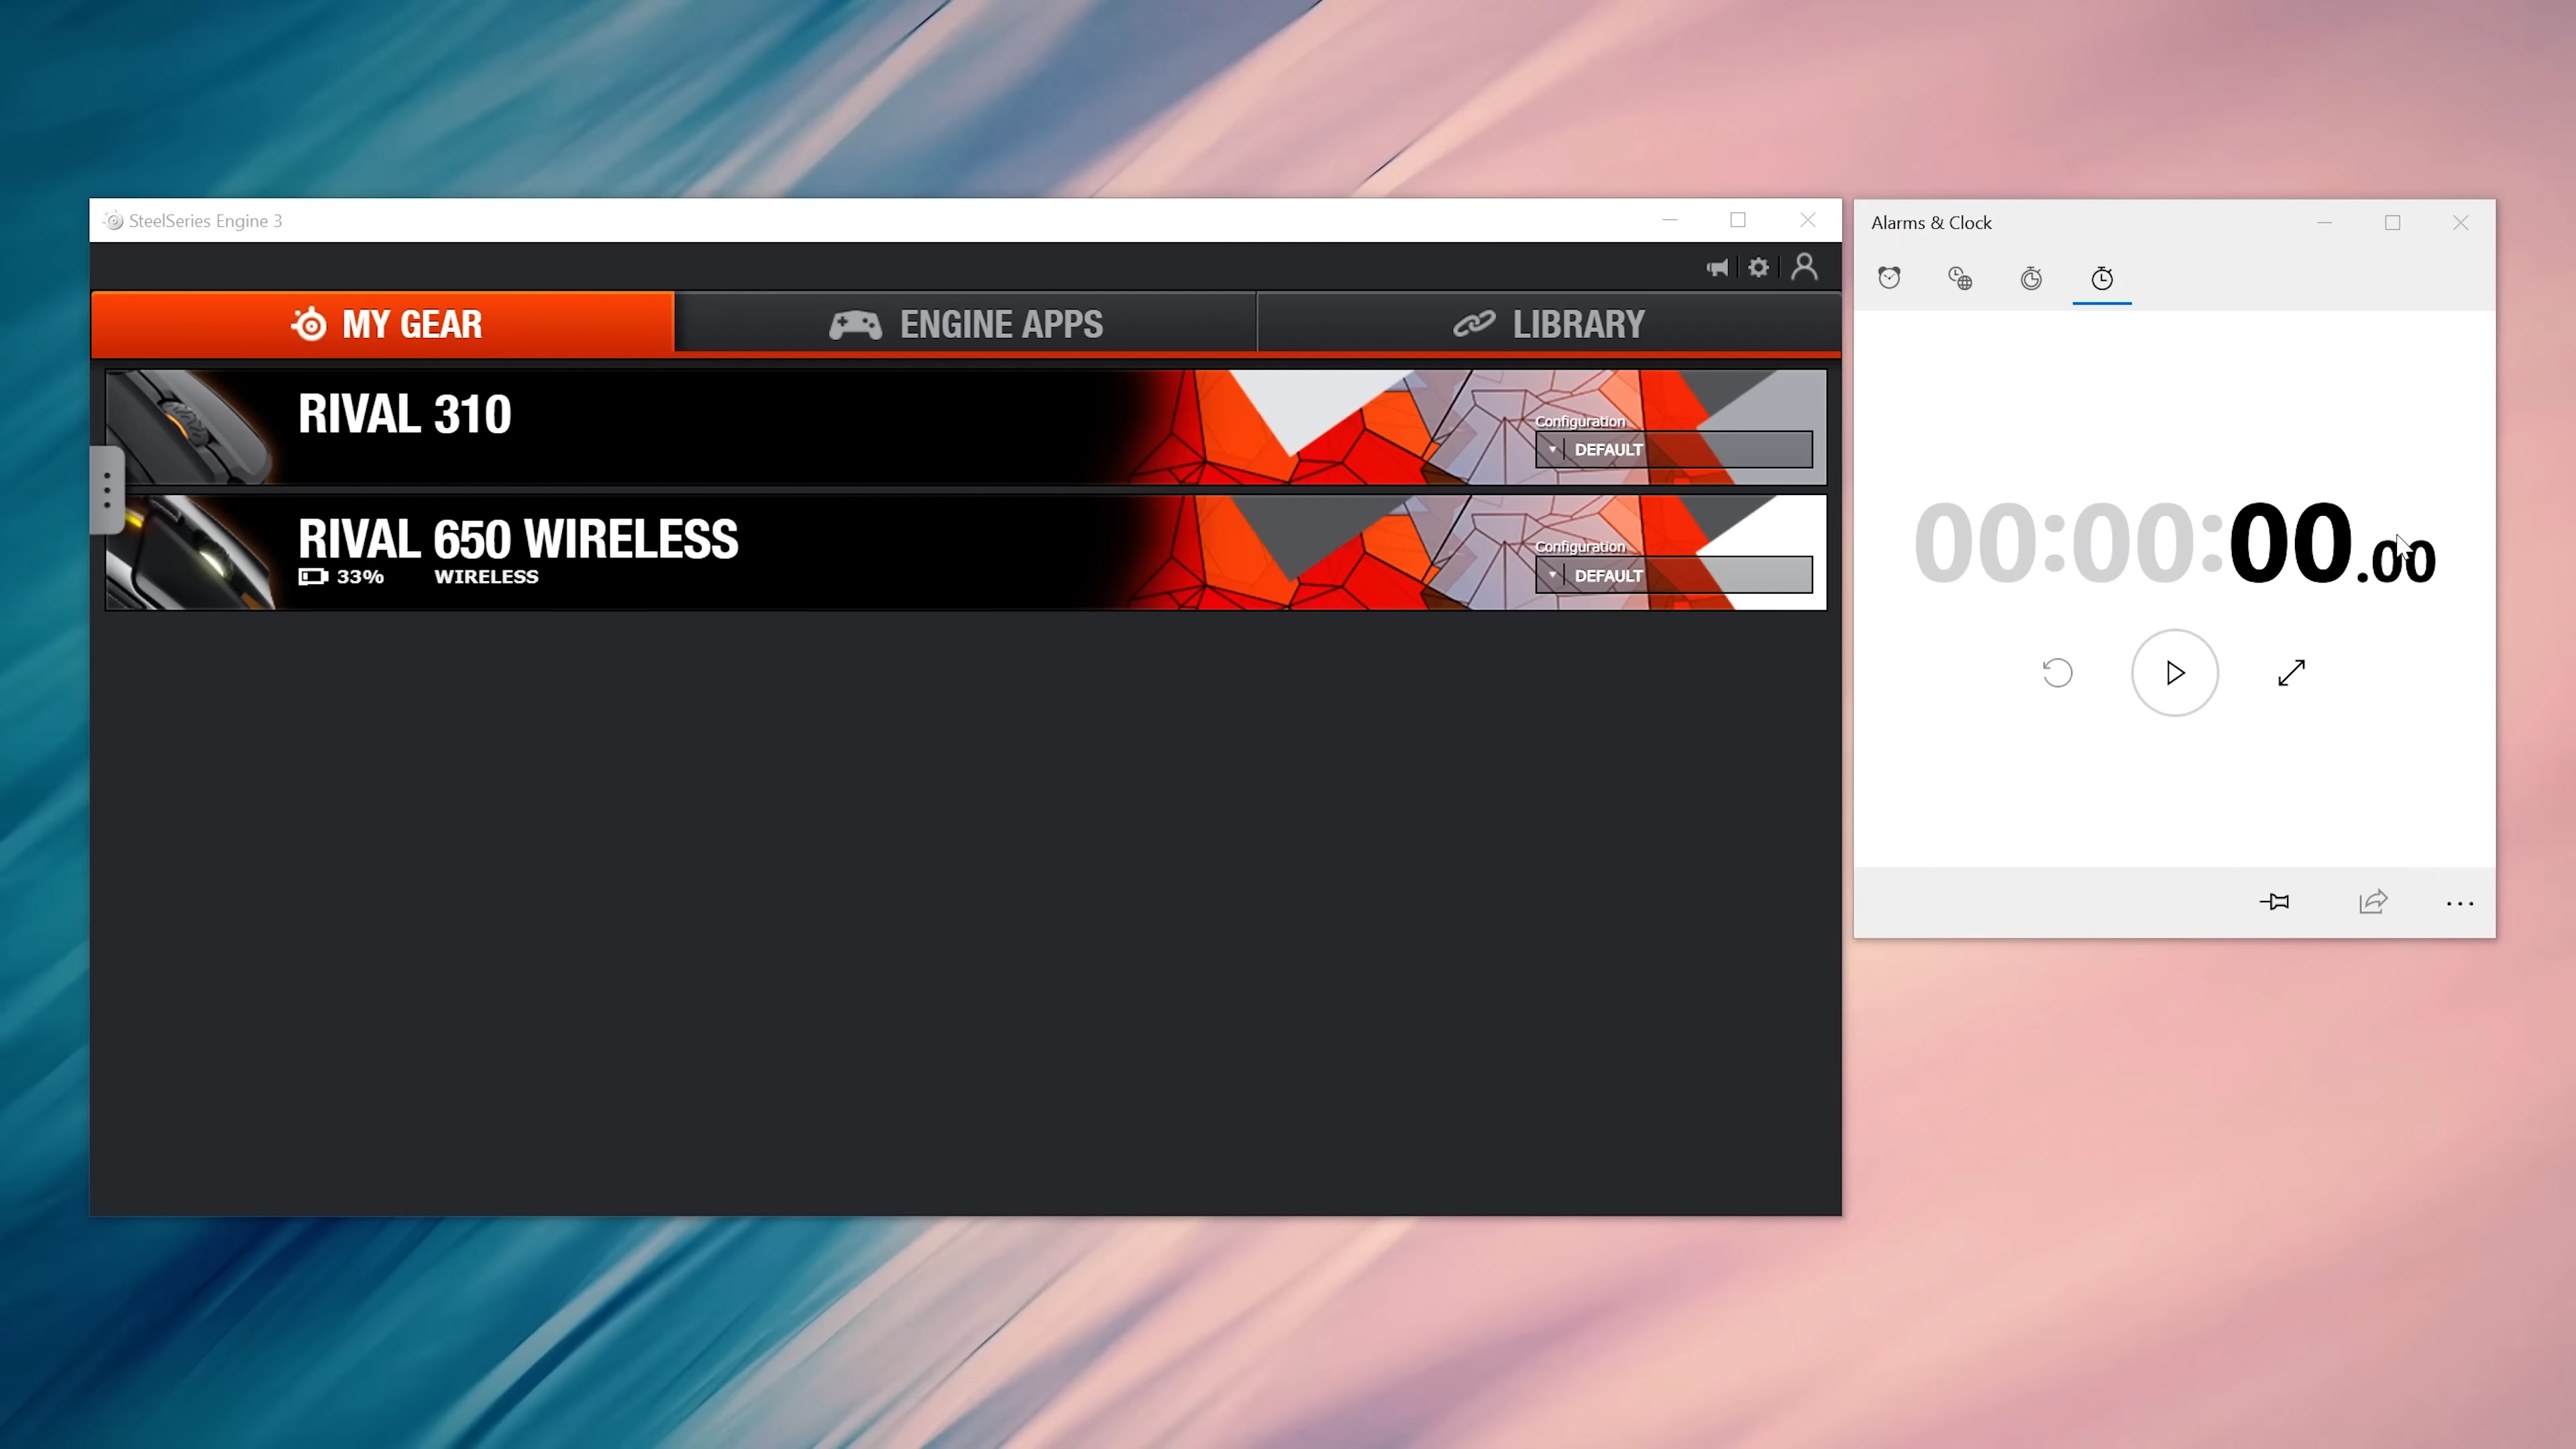 SteelSeries Engine 3
MY GEAR
ENGINE APPS
LIBRARY
RIVAL 310
Configuration
DEFAULT
RIVAL 650 WIRELESS
33% WIRELESS
Configuration
DEFAULT
Alarms & Clock
00:00:00.00